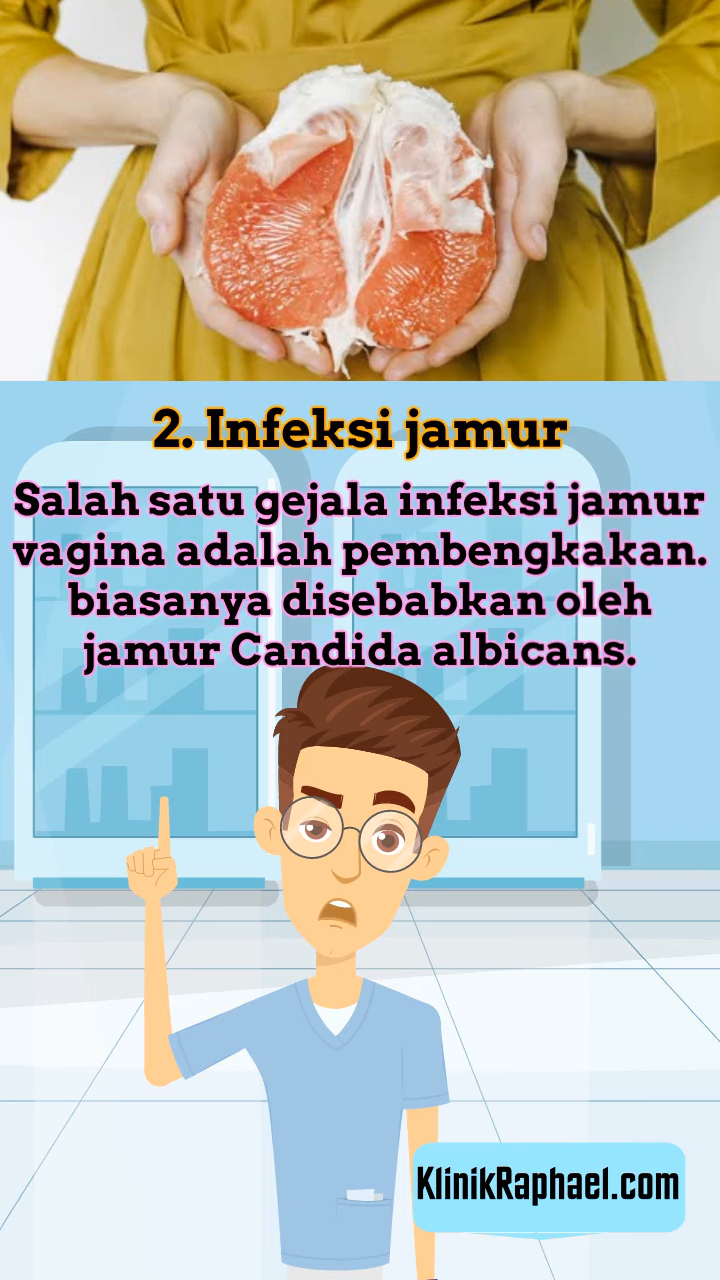 2. Infeksi jamur
Salah satu gejala infeksi jamur
vagina adalah pembengkakan.
biasanya disebabkan oleh
jamur Candida albicans.
KlinikRaphael.com